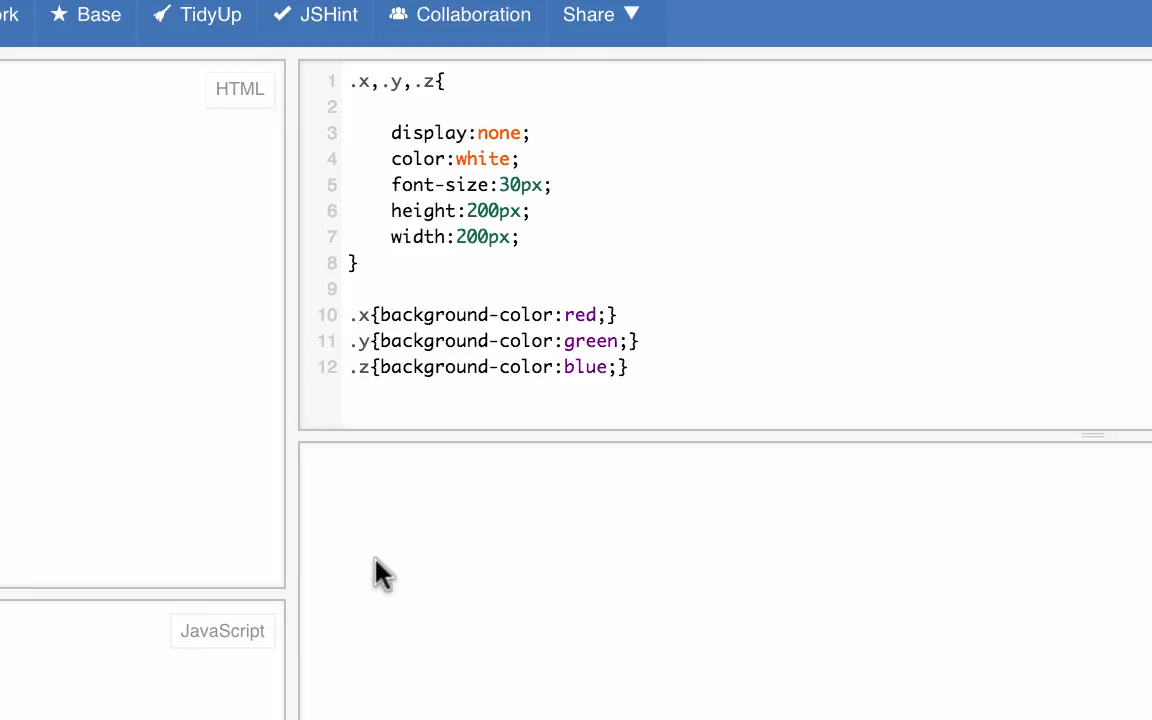 rk Base TidyUp JSHint Collaboration Share ▼
HTML
1 .x,.y,.z{
2
3 display:none;
4 color:white;
5 font-size:30px;
6 height:200px;
7 width:200px;
8 }
9
10 .x{background-color:red;}
11 .y{background-color:green;}
12 .z{background-color:blue;}
JavaScript